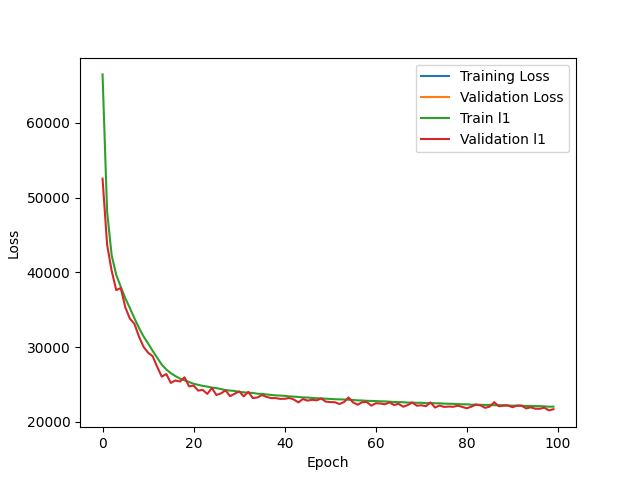 Training Loss
Validation Loss
Train l1
Validation l1
60000
50000
40000
30000
20000
Loss
0 20 40 60 80 100
Epoch